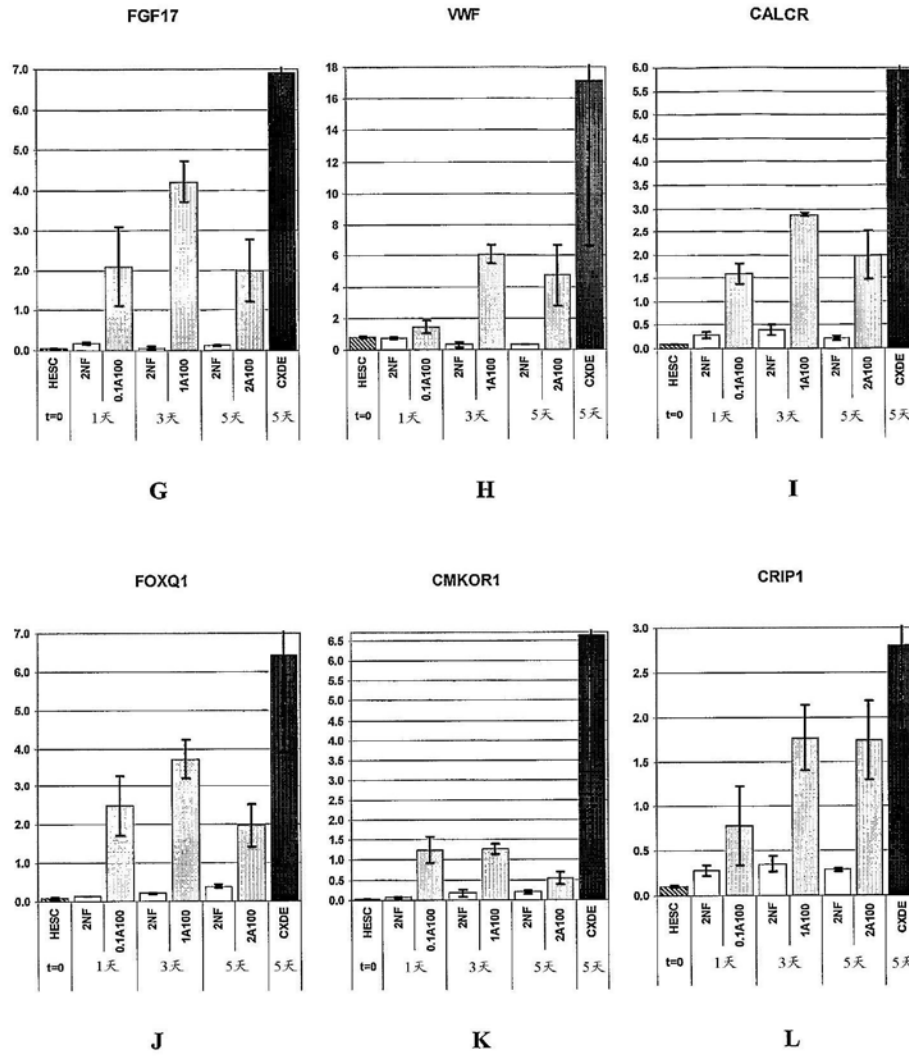 FGF17
VWF
CALCR
7.0
6.0
5.0
4.0
3.0
2.0
1.0
0.0
HESC
2NF
0.1A100
2NF
1A100
2NF
2A100
CXDE
t=0
1天
3天
5天
5天
18
16
14
12
10
8
6
4
2
0
HESC
2NF
0.1A100
2NF
1A100
2NF
2A100
CXDE
t=0
1天
3天
5天
5天
6.0
5.5
5.0
4.5
4.0
3.5
3.0
2.5
2.0
1.5
1.0
0.5
0.0
HESC
2NF
0.1A100
2NF
1A100
2NF
2A100
CXDE
t=0
1天
3天
5天
5天
G
H
I
FOXQ1
CMKOR1
CRIP1
7.0
6.0
5.0
4.0
3.0
2.0
1.0
0.0
HESC
2NF
0.1A100
2NF
1A100
2NF
2A100
CXDE
t=0
1天
3天
5天
5天
6.5
6.0
5.5
5.0
4.5
4.0
3.5
3.0
2.5
2.0
1.5
1.0
0.5
0.0
HESC
2NF
0.1A100
2NF
1A100
2NF
2A100
CXDE
t=0
1天
3天
5天
5天
3.0
2.5
2.0
1.5
1.0
0.5
0.0
HESC
2NF
0.1A100
2NF
1A100
2NF
2A100
CXDE
t=0
1天
3天
5天
5天
J
K
L